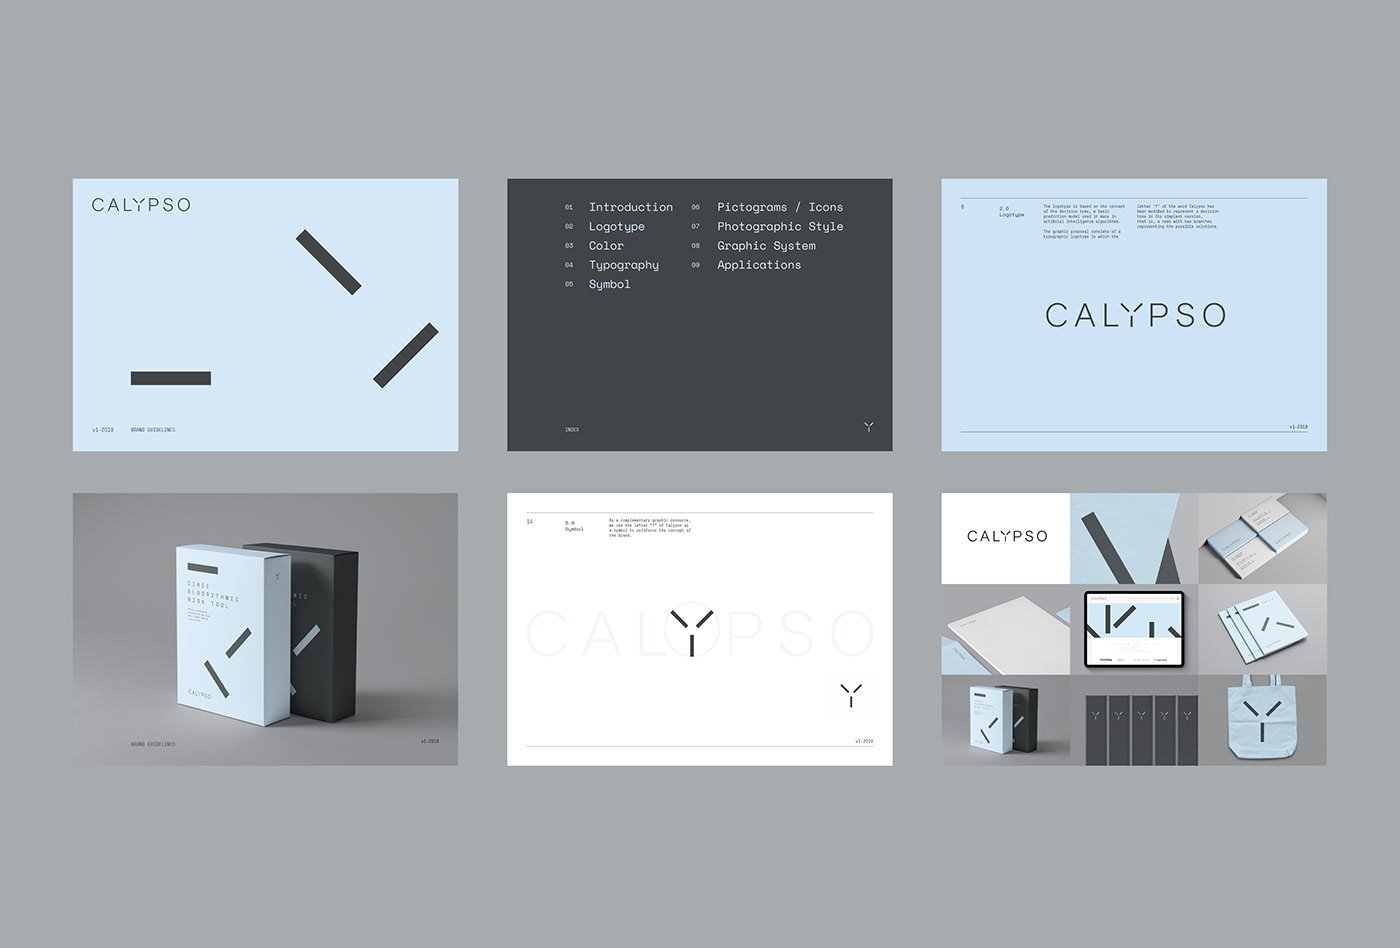 CALYPSO
v1-2019 BRAND GUIDELINES
01 Introduction
02 Logotype
03 Color
04 Typography
05 Symbol
06 Pictograms / Icons
07 Photographic Style
08 Graphic System
09 Applications
INDEX
6
2.0
Logotype
The logotype is based on the concept
of the decision tree, a basic
prediction model used in many in
artificial intelligence algorithms.
The graphic proposal consists of a
typographic logotype in which the
letter "Y" of the word Calypso has
been modified to represent a decision
tree in its simplest version,
that is, a node with two branches
representing the possible solutions.
CALYPSO
v1-2019
CINGS
ALGORITHMIC
RISK TOOL
CALYPSO
BRAND GUIDELINES
v1-2019
14
5.0
Symbol
As a complementary graphic resource,
we use the letter "Y" of Calypso as
a symbol to reinforce the concept of
the brand.
CALYPSO
v1-2019
CALYPSO